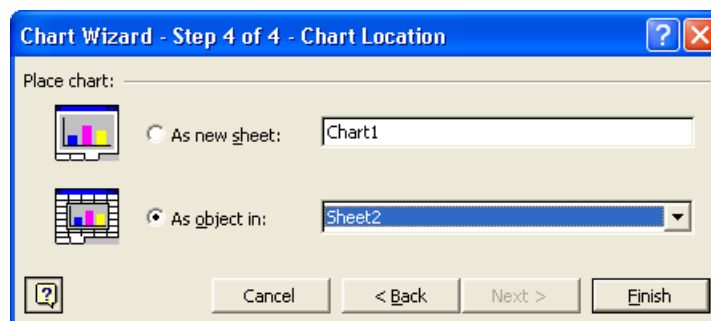 Chart Wizard - Step 4 of 4 - Chart Location
Place chart:
As new sheet: Chart1
As object in: Sheet2
Cancel < Back Next > Finish